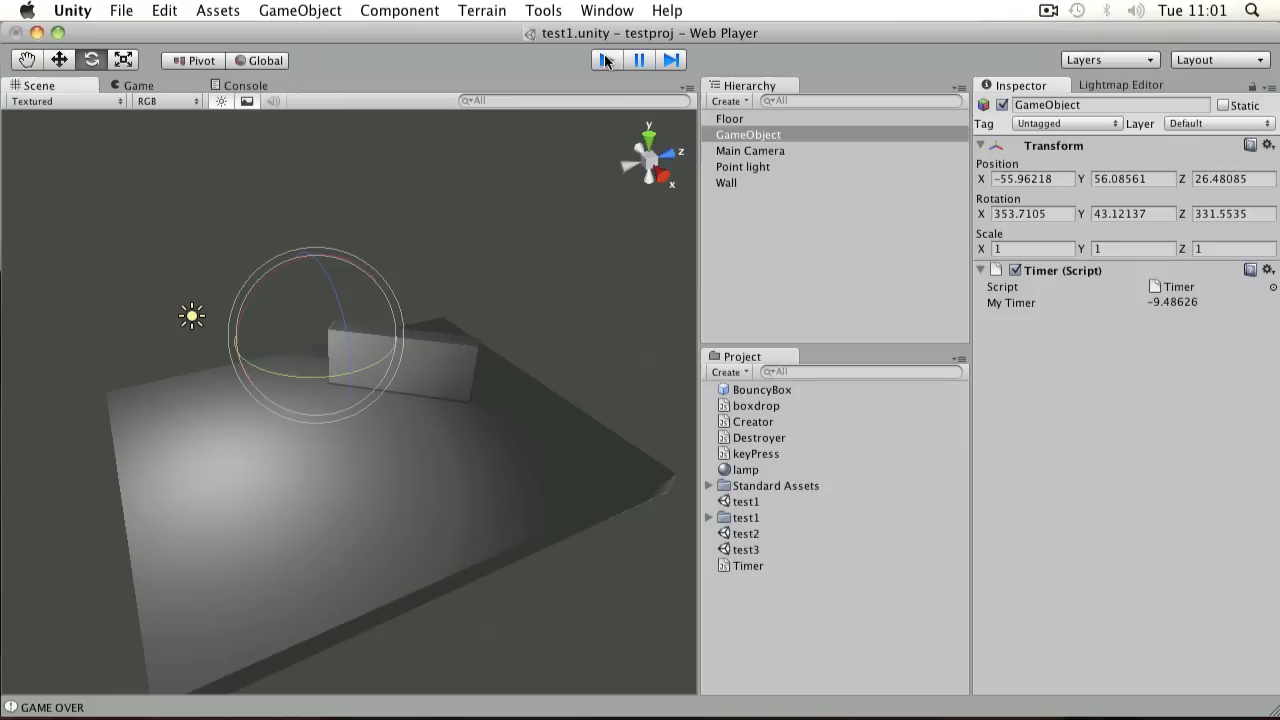 Unity File Edit Assets GameObject Component Terrain Tools Window Help Tue 11:01
test1.unity – testproj – Web Player
Pivot Global Layers Layout
Scene Game Console
Textured RGB All
Hierarchy
Create All
Floor
GameObject
Main Camera
Point light
Wall
Project
Create All
BouncyBox
boxdrop
Creator
Destroyer
keyPress
lamp
Standard Assets
test1
test1
test2
test3
Timer
Inspector Lightmap Editor
GameObject Static
Tag Untagged Layer Default
Transform
Position
X -55.96218 Y 56.08561 Z 26.48085
Rotation
X 353.7105 Y 43.12137 Z 331.5535
Scale
X 1 Y 1 Z 1
Timer (Script)
Script Timer
My Timer -9.48626
y
z
x
GAME OVER